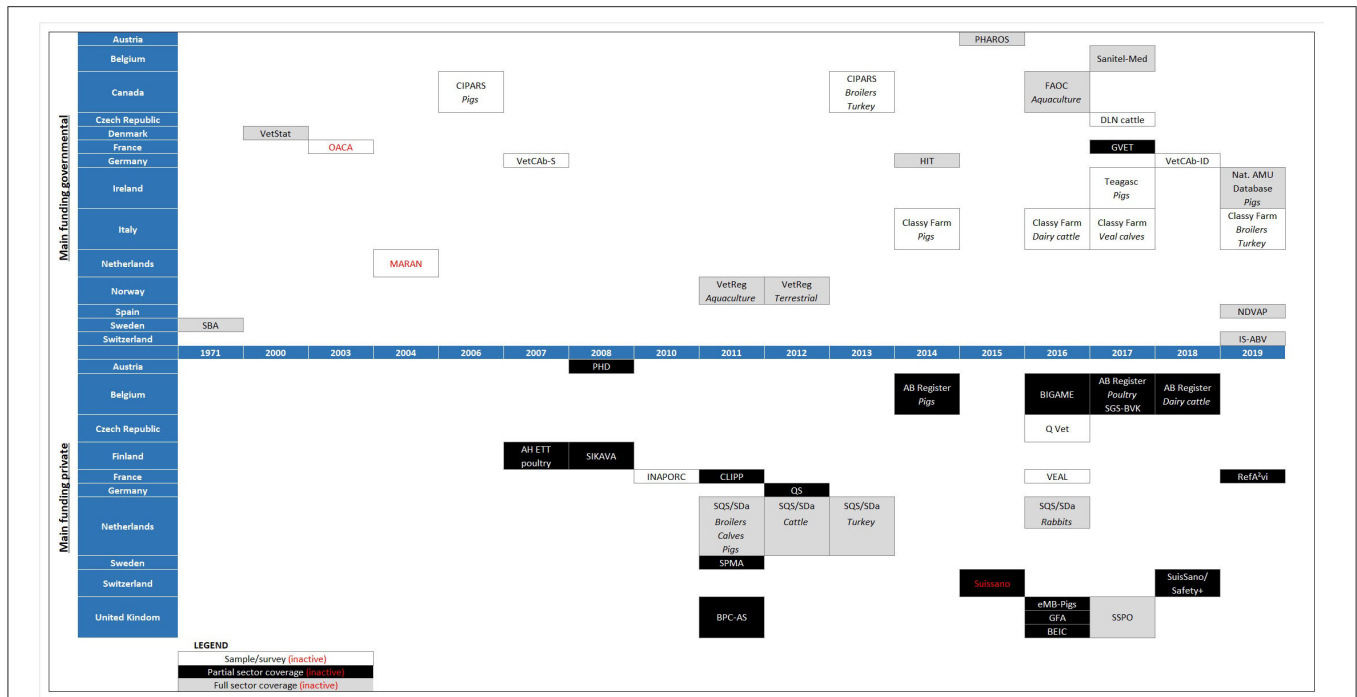 Main funding governmental
Austria
PHAROS
Belgium
Sanitel-Med
Canada
CIPARS
Pigs
CIPARS
Broilers
Turkey
FAOC
Aquaculture
Czech Republic
DLN cattle
Denmark
VetStat
France
OACA
GVET
Germany
VetCAb-S
HIT
VetCAb-ID
Ireland
Teagasc
Pigs
Nat. AMU
Database
Pigs
Italy
Classy Farm
Pigs
Classy Farm
Dairy cattle
Classy Farm
Veal calves
Classy Farm
Broilers
Turkey
Netherlands
MARAN
Norway
VetReg
Aquaculture
VetReg
Terrestrial
Spain
NDVAP
Sweden
SBA
Switzerland
IS-ABV
1971 2000 2003 2004 2006 2007 2008 2010 2011 2012 2013 2014 2015 2016 2017 2018 2019
Main funding private
Austria
PHD
Belgium
AB Register
Pigs
BIGAME
AB Register
Poultry
SGS-BVK
AB Register
Dairy cattle
Czech Republic
Q Vet
Finland
AH ETT
poultry
SIKAVA
France
INAPORC
CLIPP
VEAL
RefA²vi
Germany
QS
Netherlands
SQS/SDa
Broilers
Calves
Pigs
SQS/SDa
Cattle
SQS/SDa
Turkey
SQS/SDa
Rabbits
Sweden
SPMA
Switzerland
Suissano
SuisSano/
Safety+
United Kindom
BPC-AS
eMB-Pigs
GFA
BEIC
SSPO
LEGEND
Sample/survey (inactive)
Partial sector coverage (inactive)
Full sector coverage (inactive)